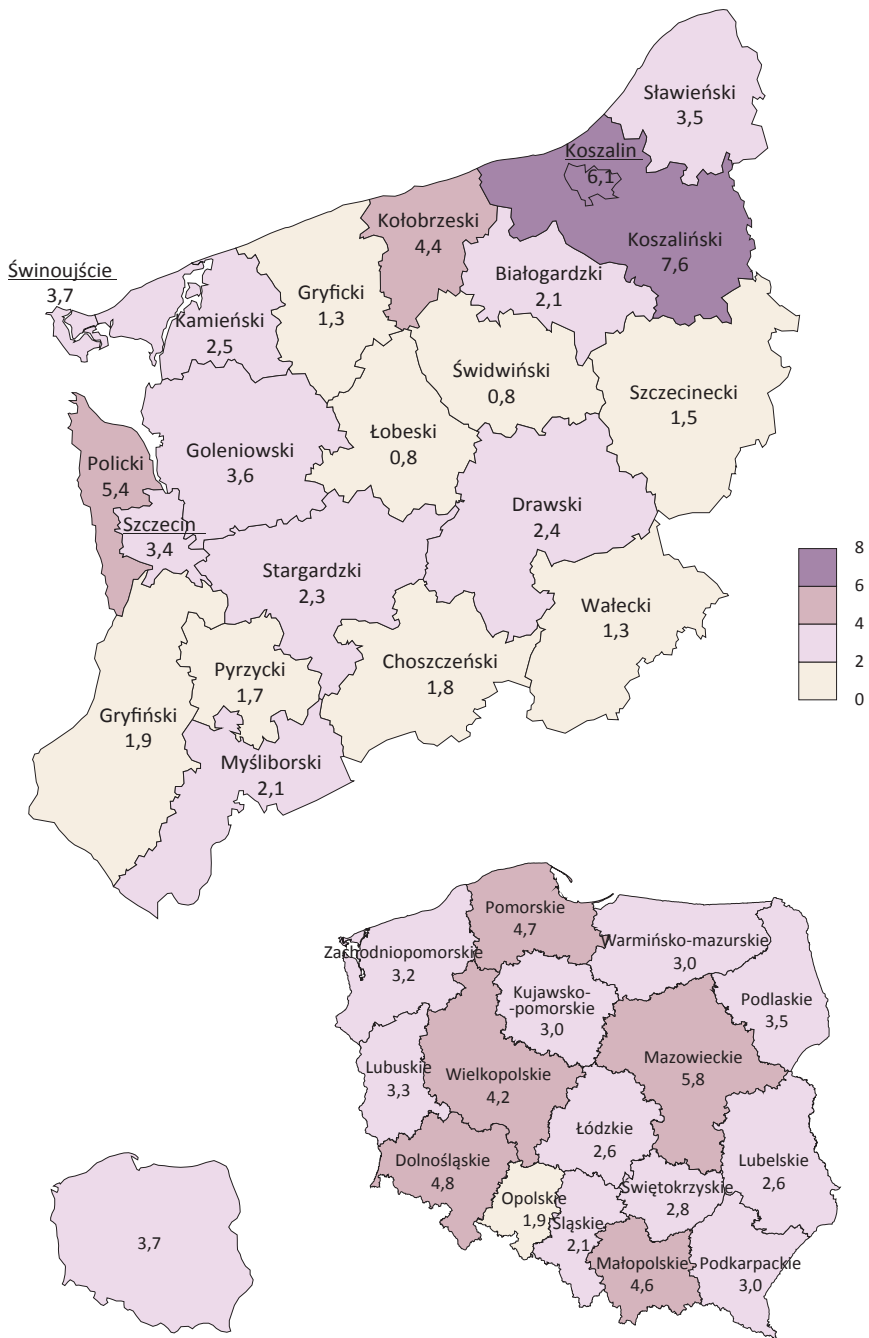 Sławieński
3,5
Koszalin
6,1
Kołobrzeski
4,4
Koszaliński
7,6
Świnoujście
3,7
Białogardzki
2,1
Gryficki
1,3
Kamieński
2,5
Świdwiński
0,8
Szczecinecki
1,5
Łobeski
0,8
Goleniowski
3,6
Policki
5,4
Drawski
2,4
Szczecin
3,4
Stargardzki
2,3
Wałecki
1,3
Choszczeński
1,8
Pyrzycki
1,7
Gryfiński
1,9
Myśliborski
2,1
8
6
4
2
0
Pomorskie
4,7
Warmińsko-mazurskie
3,0
Zachodniopomorskie
3,2
Kujawsko-
-pomorskie
3,0
Podlaskie
3,5
Mazowieckie
5,8
Lubuskie
3,3
Wielkopolskie
4,2
Łódzkie
2,6
Lubelskie
2,6
Dolnośląskie
4,8
Opolskie
1,9
Świętokrzyskie
2,8
Śląskie
2,1
Małopolskie
4,6
Podkarpackie
3,0
3,7